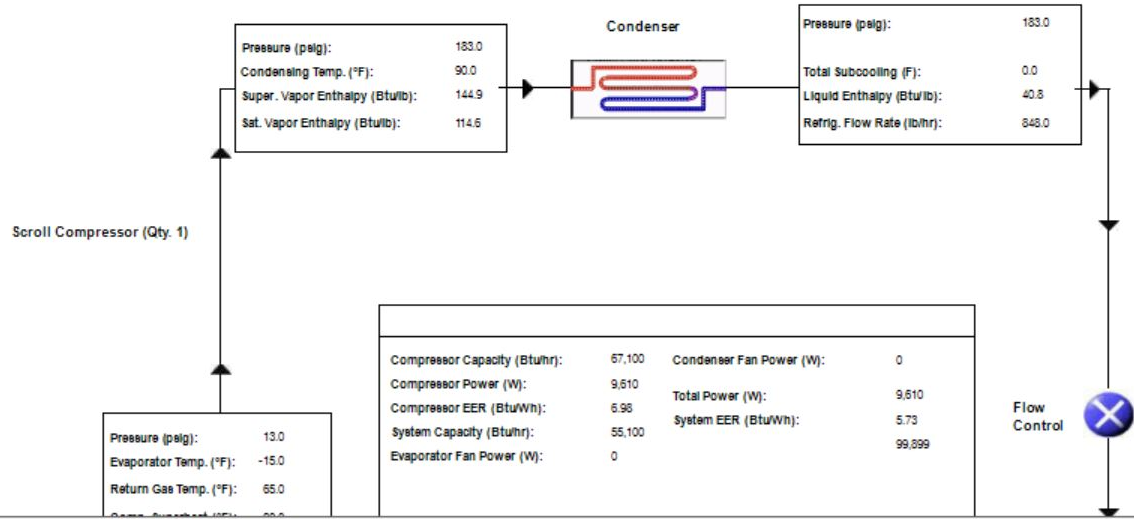 Condenser
Pressure (psig): 183.0
Condensing Temp. (°F): 90.0
Super. Vapor Enthalpy (Btu/lb): 144.9
Sat. Vapor Enthalpy (Btu/lb): 114.6
Pressure (psig): 183.0
Total Subcooling (F): 0.0
Liquid Enthalpy (Btu/lb): 40.8
Refrig. Flow Rate (lb/hr): 848.0
Scroll Compressor (Qty. 1)
Compressor Capacity (Btu/hr): 67,100
Compressor Power (W): 9,610
Compressor EER (Btu/Wh): 6.98
System Capacity (Btu/hr): 55,100
Evaporator Fan Power (W): 0
Condenser Fan Power (W): 0
Total Power (W): 9,610
System EER (Btu/Wh): 5.73
99,899
Flow
Control
Pressure (psig): 13.0
Evaporator Temp. (°F): -15.0
Return Gas Temp. (°F): 65.0